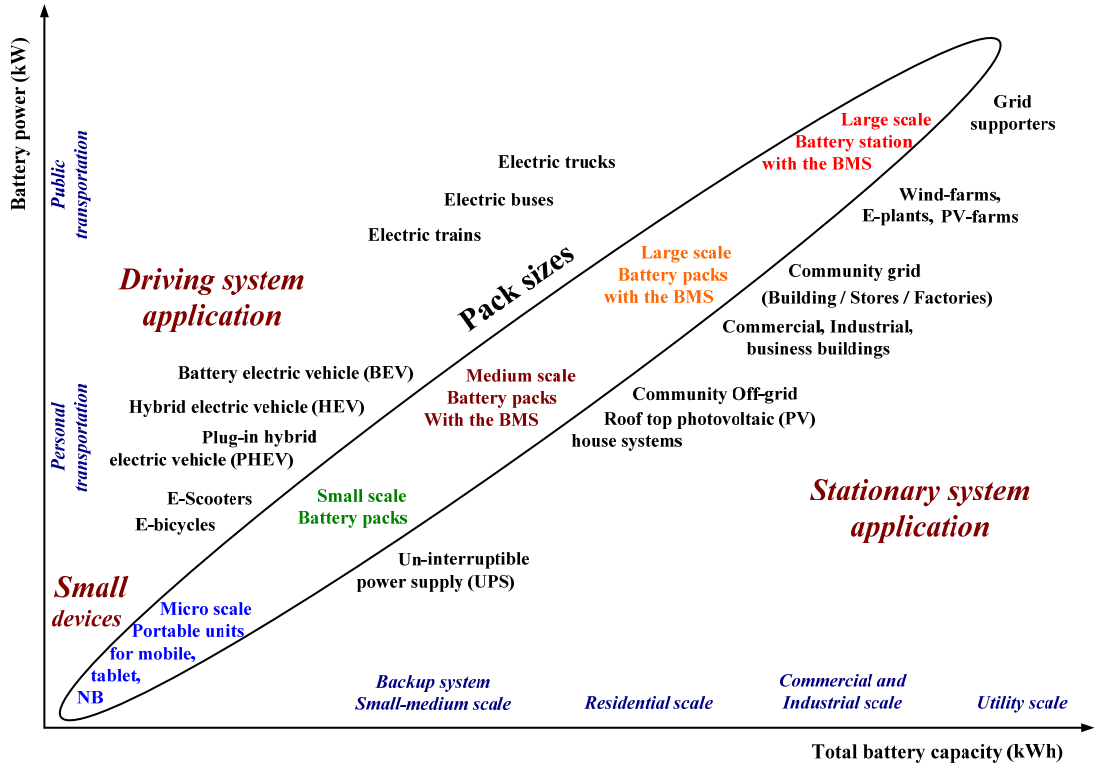 Battery power (kW)
Public
transportation
Personal
transportation
Driving system
application
Small
devices
Electric trucks
Electric buses
Electric trains
Battery electric vehicle (BEV)
Hybrid electric vehicle (HEV)
Plug-in hybrid
electric vehicle (PHEV)
E-Scooters
E-bicycles
Pack sizes
Large scale
Battery station
with the BMS
Large scale
Battery packs
with the BMS
Medium scale
Battery packs
With the BMS
Small scale
Battery packs
Micro scale
Portable units
for mobile,
tablet,
NB
Grid
supporters
Wind-farms,
E-plants, PV-farms
Community grid
(Building / Stores / Factories)
Commercial, Industrial,
business buildings
Community Off-grid
Roof top photovoltaic (PV)
house systems
Un-interruptible
power supply (UPS)
Stationary system
application
Backup system
Small-medium scale
Residential scale
Commercial and
Industrial scale
Utility scale
Total battery capacity (kWh)